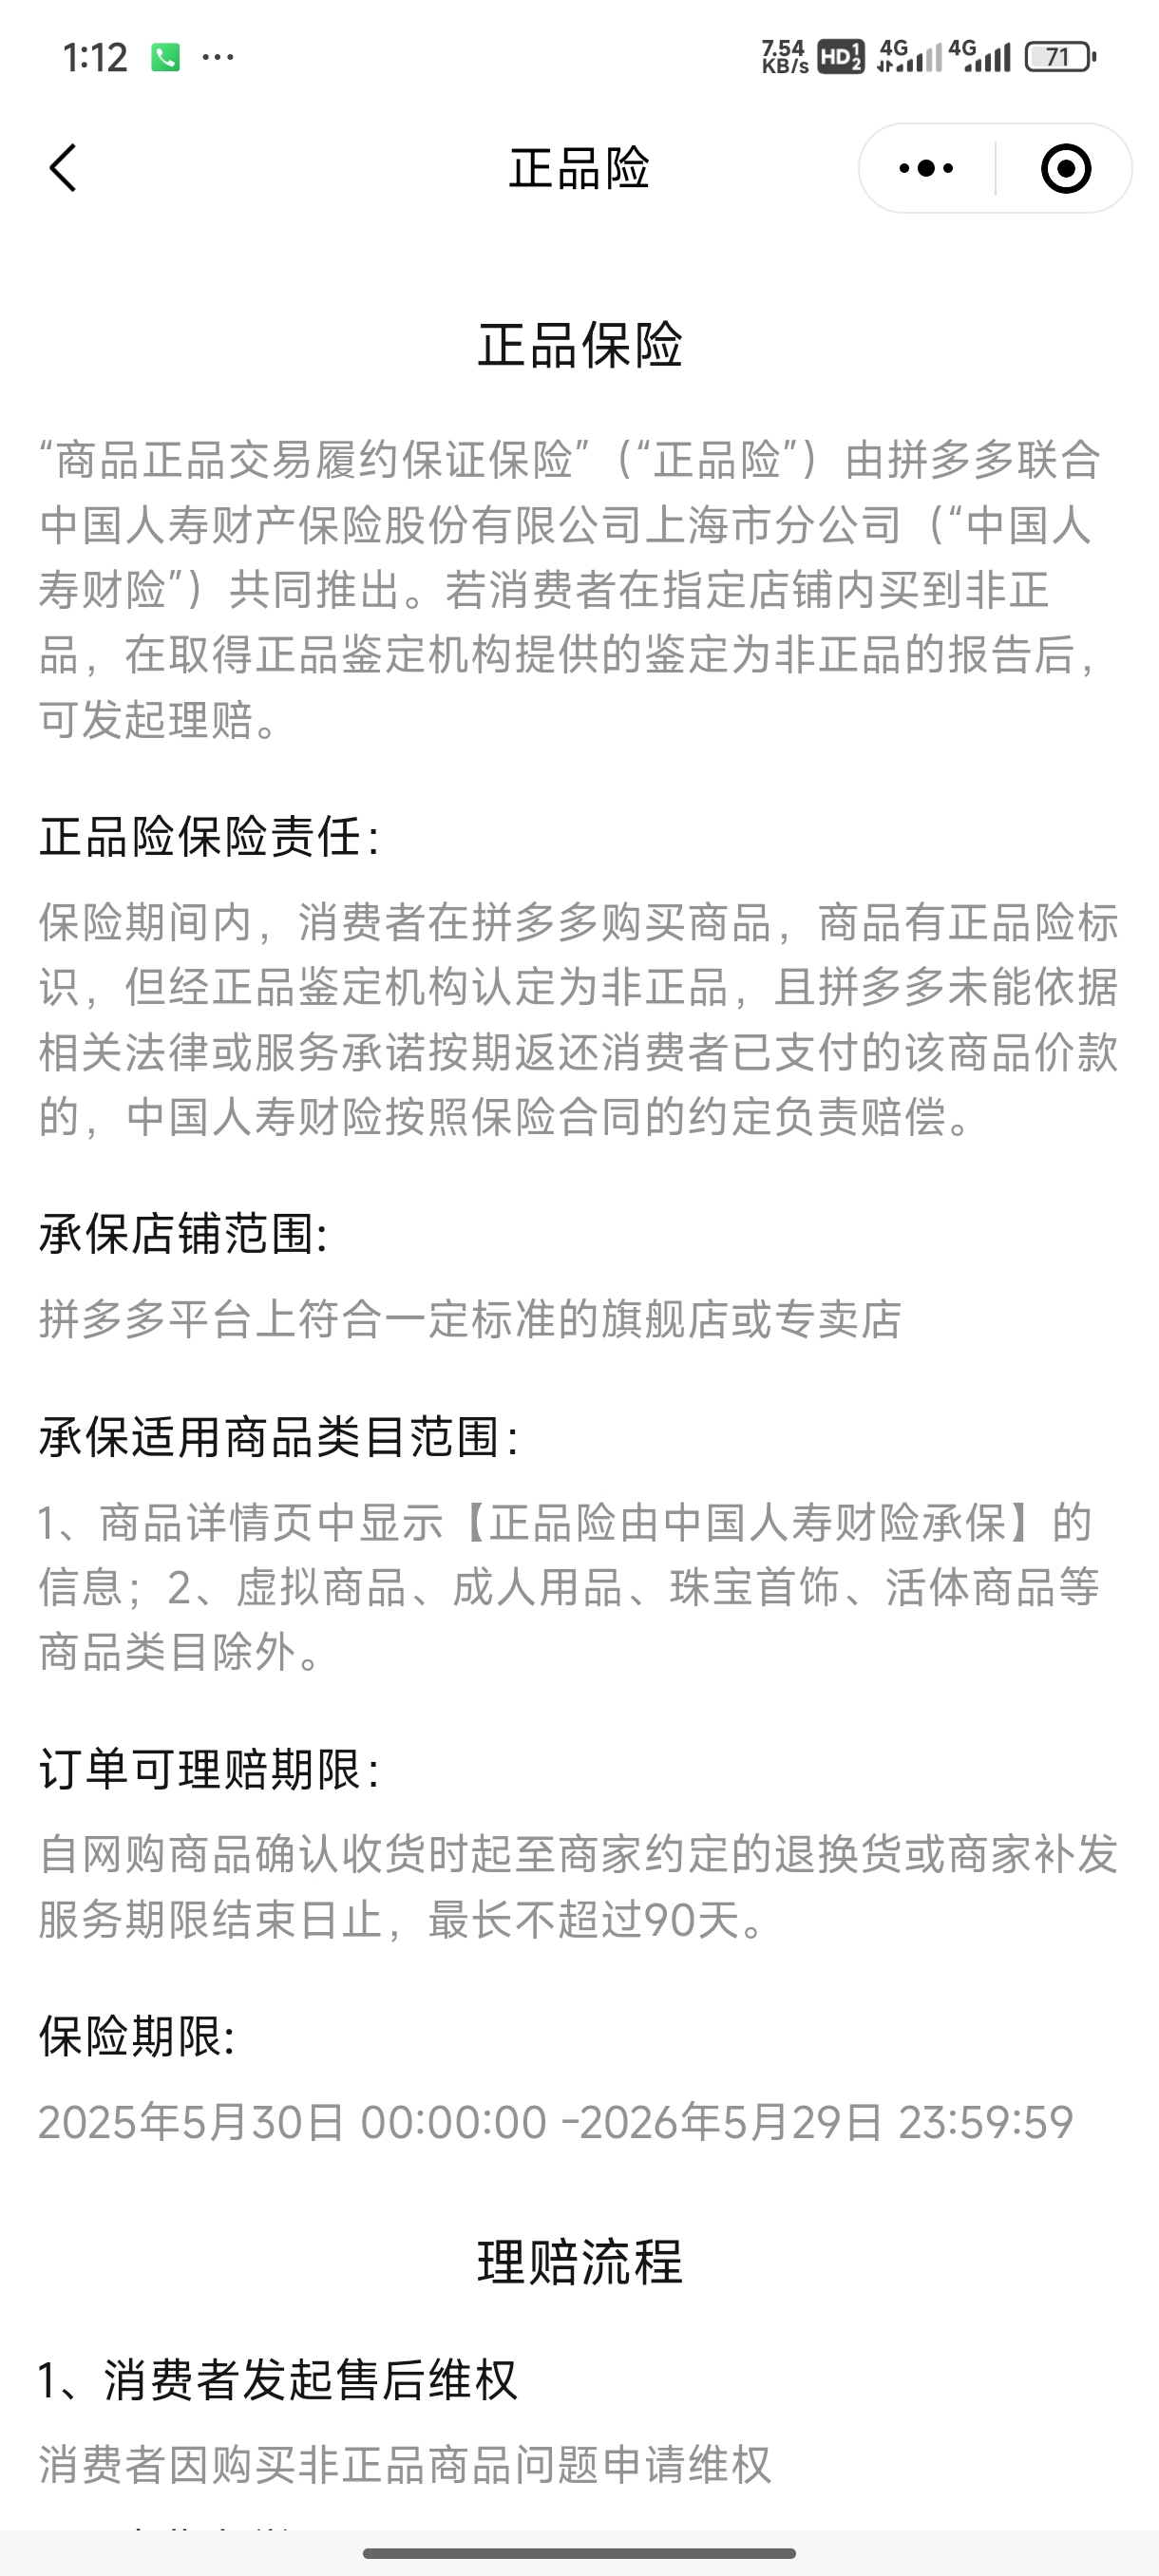 1:12 ...
7.54 KB/s HD 1 2 4G 4G 71
正品险
正品保险
“商品正品交易履约保证保险”（“正品险”）由拼多多联合
中国人寿财产保险股份有限公司上海市分公司（“中国人
寿财险”）共同推出。若消费者在指定店铺内买到非正
品，在取得正品鉴定机构提供的鉴定为非正品的报告后，
可发起理赔。
正品险保险责任：
保险期间内，消费者在拼多多购买商品，商品有正品险标
识，但经正品鉴定机构认定为非正品，且拼多多未能依据
相关法律或服务承诺按期返还消费者已支付的该商品价款
的，中国人寿财险按照保险合同的约定负责赔偿。
承保店铺范围:
拼多多平台上符合一定标准的旗舰店或专卖店
承保适用商品类目范围：
1、商品详情页中显示【正品险由中国人寿财险承保】的
信息；2、虚拟商品、成人用品、珠宝首饰、活体商品等
商品类目除外。
订单可理赔期限：
自网购商品确认收货时起至商家约定的退换货或商家补发
服务期限结束日止，最长不超过90天。
保险期限:
2025年5月30日 00:00:00 -2026年5月29日 23:59:59
理赔流程
1、消费者发起售后维权
消费者因购买非正品商品问题申请维权